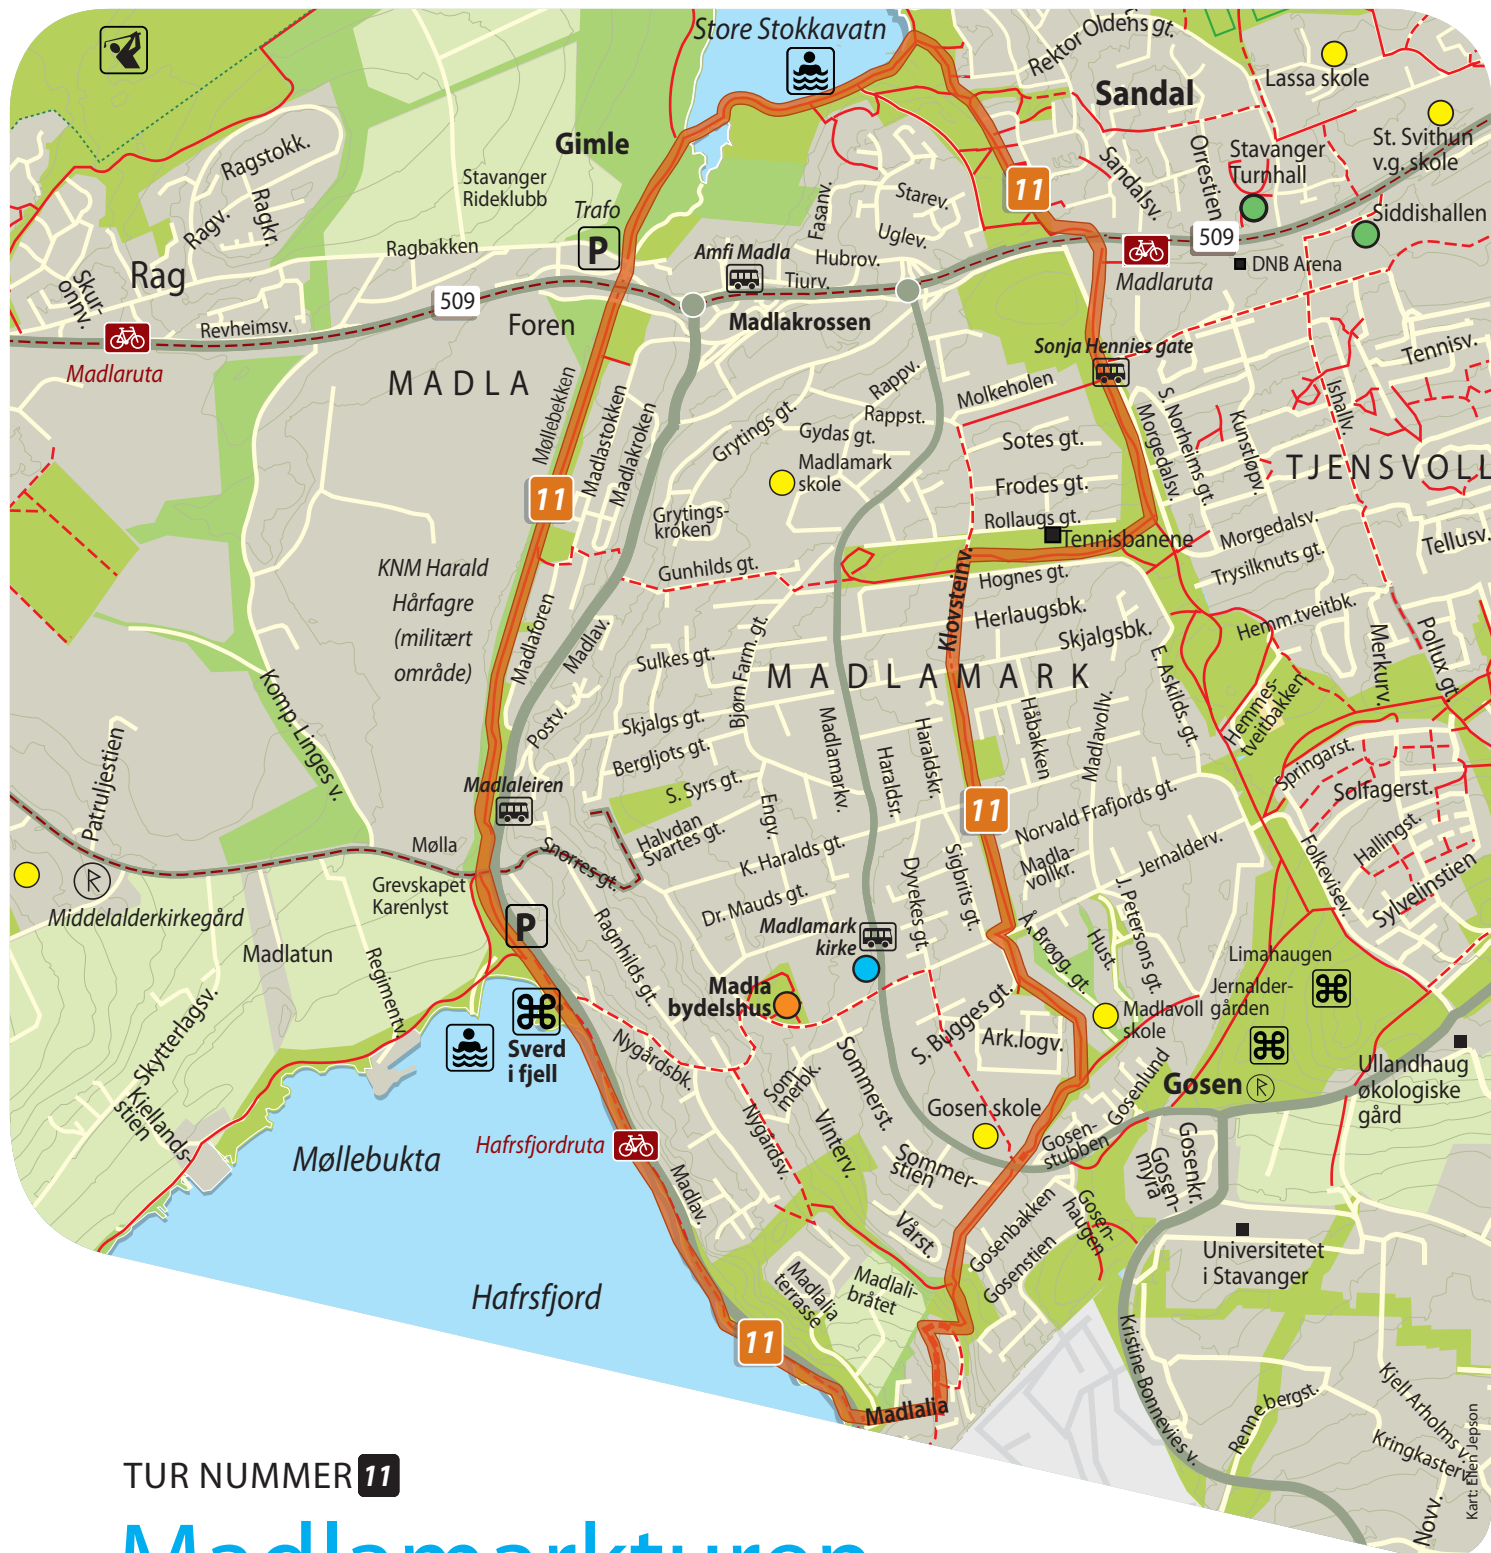 Store Stokkavatn
Rektor Oldens gt.
Sandal
Lassa skole
St. Svithun
v.g. skole
Stavanger
Turnhall
Siddishallen
Orrestien
Sandalsv.
11
509
DNB Arena
Madlaruta
Gimle
Stavanger
Rideklubb
Trafo
P
Ragstokk.
Ragv.
Ragkr.
Ragbakken
Rag
Skur-
onnv.
Revheimsv.
509
Madlaruta
Foren
MADLA
Fasanv.
Starev.
Uglev.
Hubrov.
Amfi Madla
Tiurv.
Madlakrossen
Sonja Hennies gate
Molkeholen
Tennisv.
Ishallv.
Rappv.
Rappst.
Grytings gt.
Gydas gt.
Madlamark
skole
Møllebekken
Madlastokken
Madlakroken
11
Sotes gt.
Frodes gt.
Rollaugs gt.
Tennisbanene
S. Norheims gt.
Morgedalsv.
Kunstløpv.
TJENSVOLL
Grytings-
kroken
Gunhilds gt.
Morgedalsv.
Tellusv.
Trysilknuts gt.
KNM Harald
Hårfagre
(militært
område)
Madlaforen
Madlav.
Klovsteinv.
Hognes gt.
Herlaugsbk.
Skjalgsbk.
Hemm.tveitbk.
Merkurv.
Pollux gt.
Sulkes gt.
Bjørn Farm. gt.
MADLAMARK
E. Askilds. gt.
Hemmes-
tveitbakken
Komp. Linges v.
Postv.
Skjalgs gt.
Bergljots gt.
S. Syrs gt.
Madlamarkv.
Haraldsr.
Haraldskr.
Håbakken
Madlavollv.
Springarst.
Solfagerst.
Hallingst.
Sylvelinstien
Folkevisev.
Patruljestien
Madlaleiren
Mølla
Snorres gt.
Halvdan
Svartes gt.
Engv.
K. Haralds gt.
11
Norvald Frafjords gt.
Madla-
vollkr.
Jernalderv.
Dyvekes gt.
Sigbrits gt.
Grevskapet
Karenlyst
Middelalderkirkegård
Madlatun
Regimentv.
P
Dr. Mauds gt.
Ragnhilds gt.
Madlamark
kirke
Å. Brøgg. gt.
Hust.
J. Petersons gt.
Limahaugen
Jernalder-
gården
Madla
bydelshus
Madlavoll
skole
Skytterlagsv.
Kjellands-
stien
Sverd
i fjell
Nygårdsbk.
Som-
merbk.
Sommerst.
S. Bugges gt.
Ark.logv.
Gosen
Gosenlund
Ullandhaug
økologiske
gård
Møllebukta
Hafrsfjordruta
Nygårdsv.
Vinterv.
Gosen skole
Gosen-
stubben
Gosenkr.
Gosen-
myra
Sommer-
stien
Madlav.
Vårst.
Gosenbakken
Gosenstien
Gosen-
haugen
Universitetet
i Stavanger
Hafrsfjord
Madlalia
terrasse
Madlali-
bråtet
11
Madlalia
Kristine Bonnevies v.
Renne bergst.
Kjell Arholms v.
Kringkasterv.
Novv.
Kart: Ellen Jepson
TUR NUMMER 11
Madlamarkturen